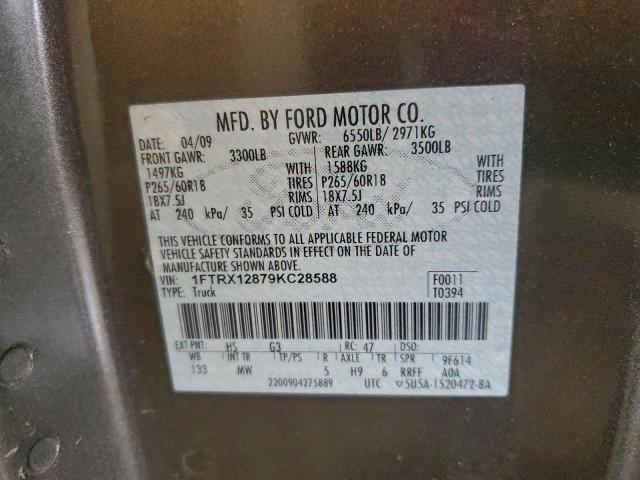 MFD. BY FORD MOTOR CO.
DATE: 04/09 GVWR: 6550LB/ 2971KG
FRONT GAWR: 3300LB REAR GAWR: 3500LB
1497KG WITH 1588KG WITH
P265/60R18 TIRES P265/60R18 TIRES
18X7.5J RIMS 18X7.5J RIMS
AT 240 kPa/ 35 PSI COLD AT 240 kPa/ 35 PSI COLD
THIS VEHICLE CONFORMS TO ALL APPLICABLE FEDERAL MOTOR
VEHICLE SAFETY STANDARDS IN EFFECT ON THE DATE OF
MANUFACTURE SHOWN ABOVE.
VIN: 1FTRX12879KC28588 F0011
TYPE: Truck T0394
EXT PNT: H5 G3 RC: 47 DSO:
WB INT TR TP/PS R AXLE TR SPR 9F614
133 MW 5 H9 6 RRFF A0A
2200904275889 UTC ▽5U5A-1520472-BA